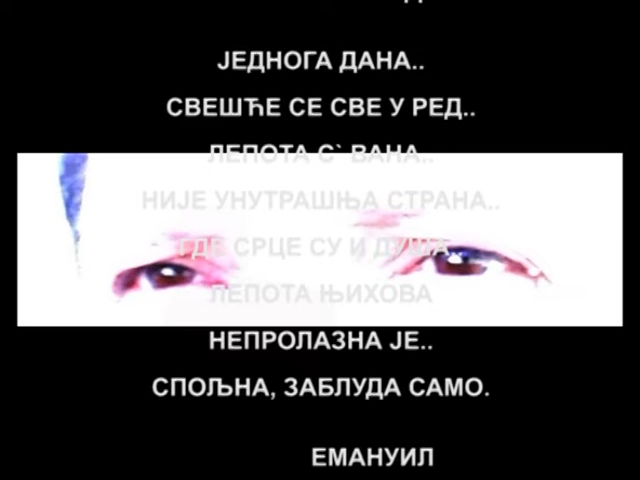 ЈЕДНОГА ДАНА..
СВЕШЋЕ СЕ СВЕ У РЕД..
ЛЕПОТА С` ВАНА..
НИЈЕ УНУТРАШЊА СТРАНА..
ГДЕ СРЦЕ СУ И ДУША
ЛЕПОТА ЊИХОВА
НЕПРОЛАЗНА ЈЕ..
СПОЉНА, ЗАБЛУДА САМО.
ЕМАНУИЛ